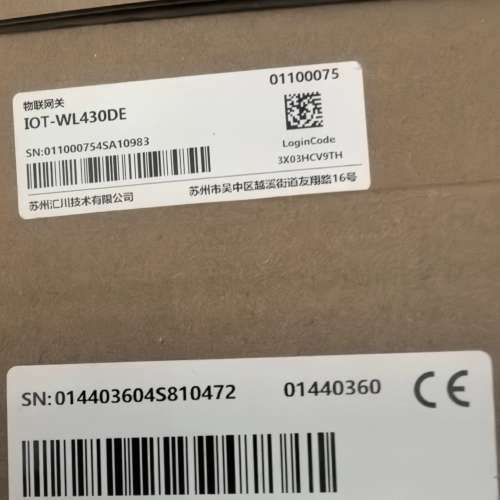 物联网关
01100075
IOT-WL430DE
SN:011000754SA10983
LoginCode
3X03HCV9TH
苏州汇川技术有限公司
苏州市吴中区越溪街道友翔路16号
SN:014403604S810472
01440360
CE